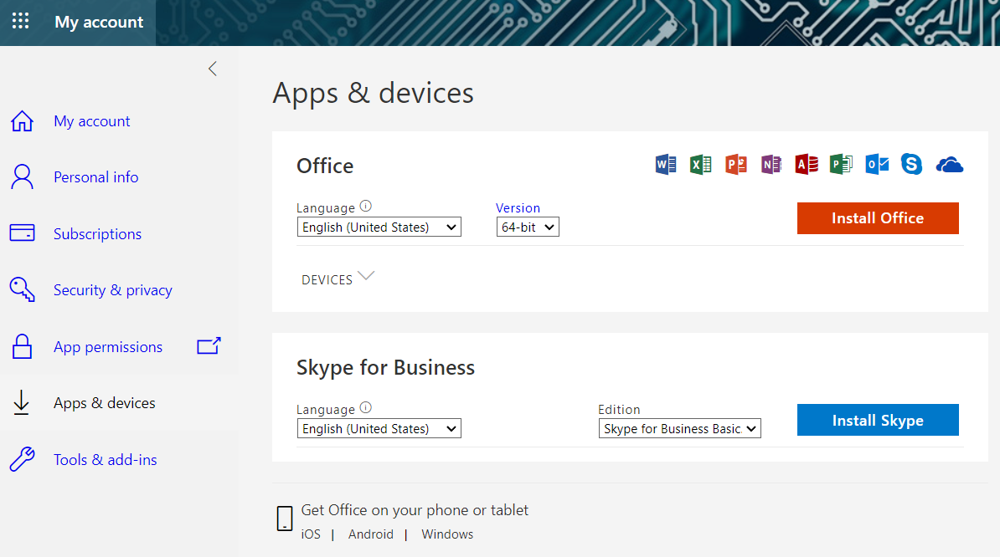 My account
My account
Personal info
Subscriptions
Security & privacy
App permissions
Apps & devices
Tools & add-ins
Apps & devices
Office
W X P N A P O S
Language
Version
English (United States)
64-bit
Install Office
DEVICES
Skype for Business
Language
Edition
English (United States)
Skype for Business Basic
Install Skype
Get Office on your phone or tablet
iOS | Android | Windows